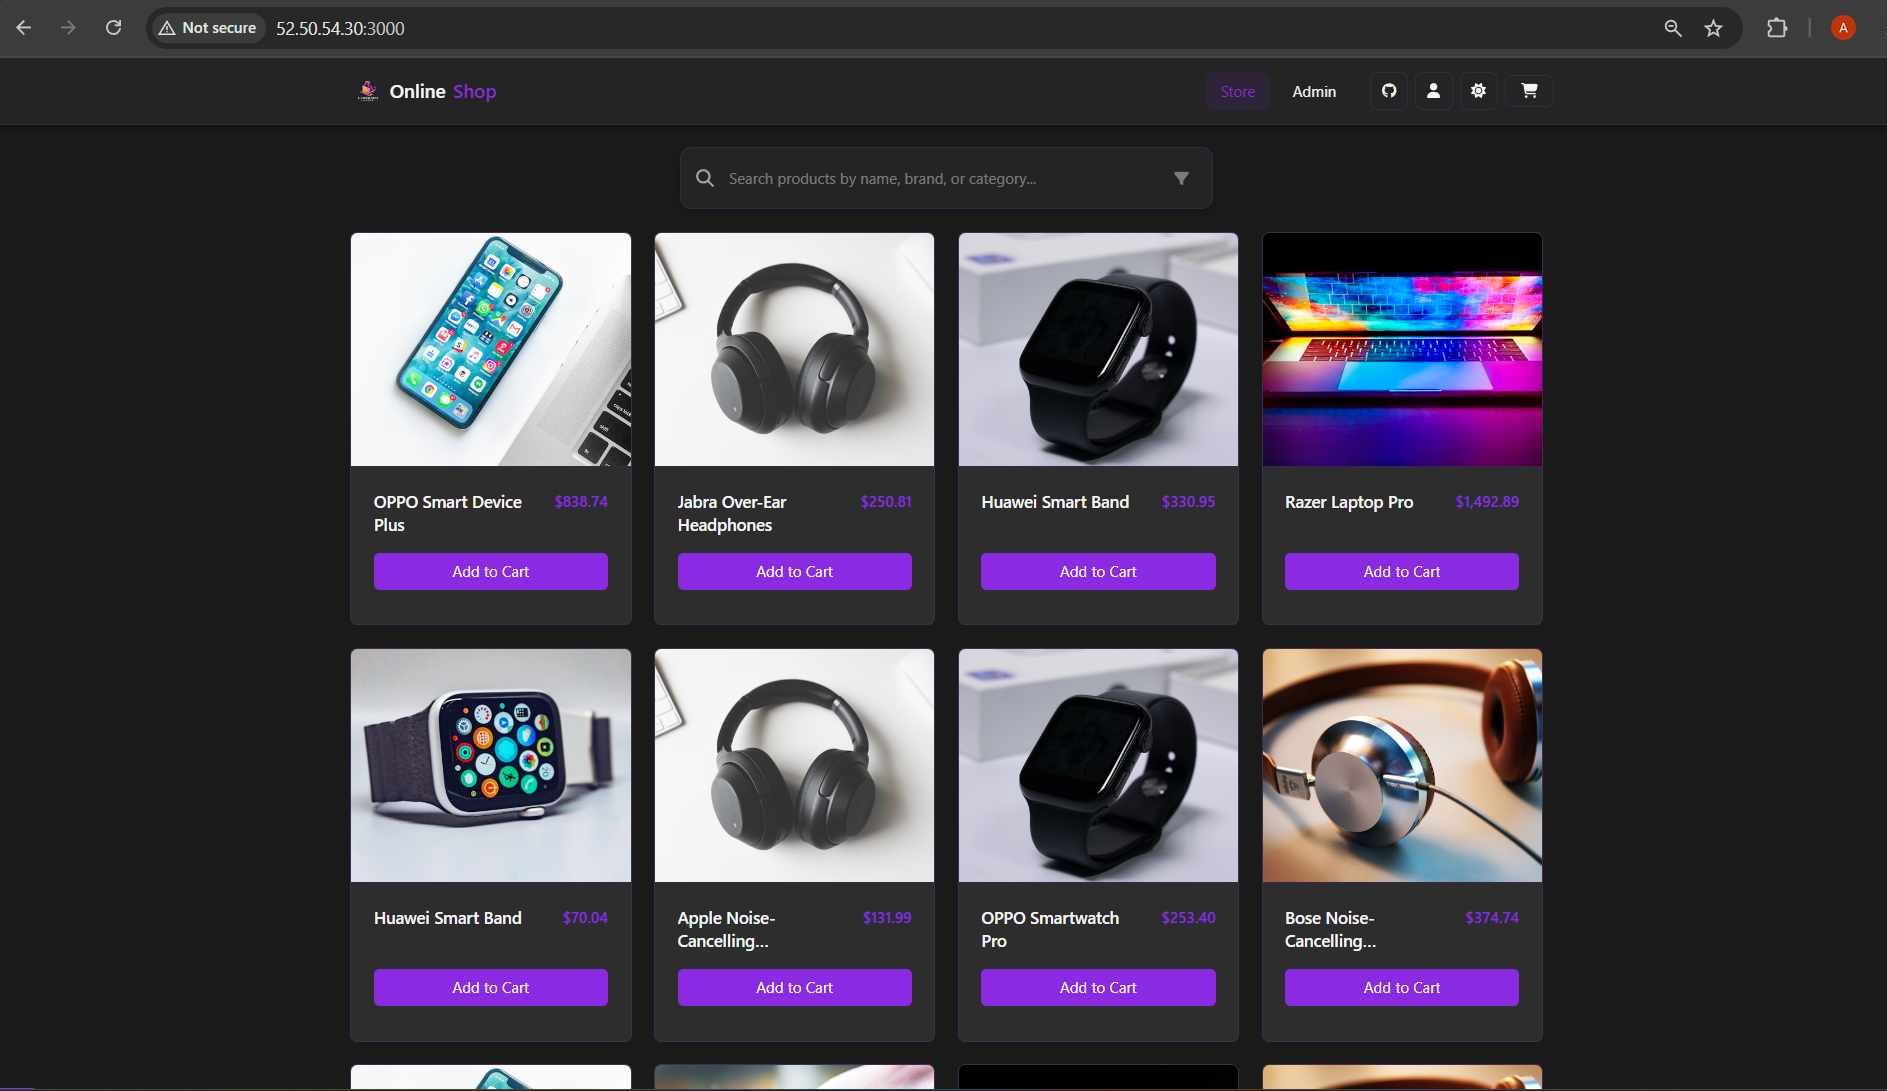 Not secure 52.50.54.30:3000
A
Online Shop
Store
Admin
Search products by name, brand, or category...
OPPO Smart Device
Plus
$838.74
Add to Cart
Jabra Over-Ear
Headphones
$250.81
Add to Cart
Huawei Smart Band
$330.95
Add to Cart
Razer Laptop Pro
$1,492.89
Add to Cart
Huawei Smart Band
$70.04
Add to Cart
Apple Noise-
Cancelling...
$131.99
Add to Cart
OPPO Smartwatch
Pro
$253.40
Add to Cart
Bose Noise-
Cancelling...
$374.74
Add to Cart